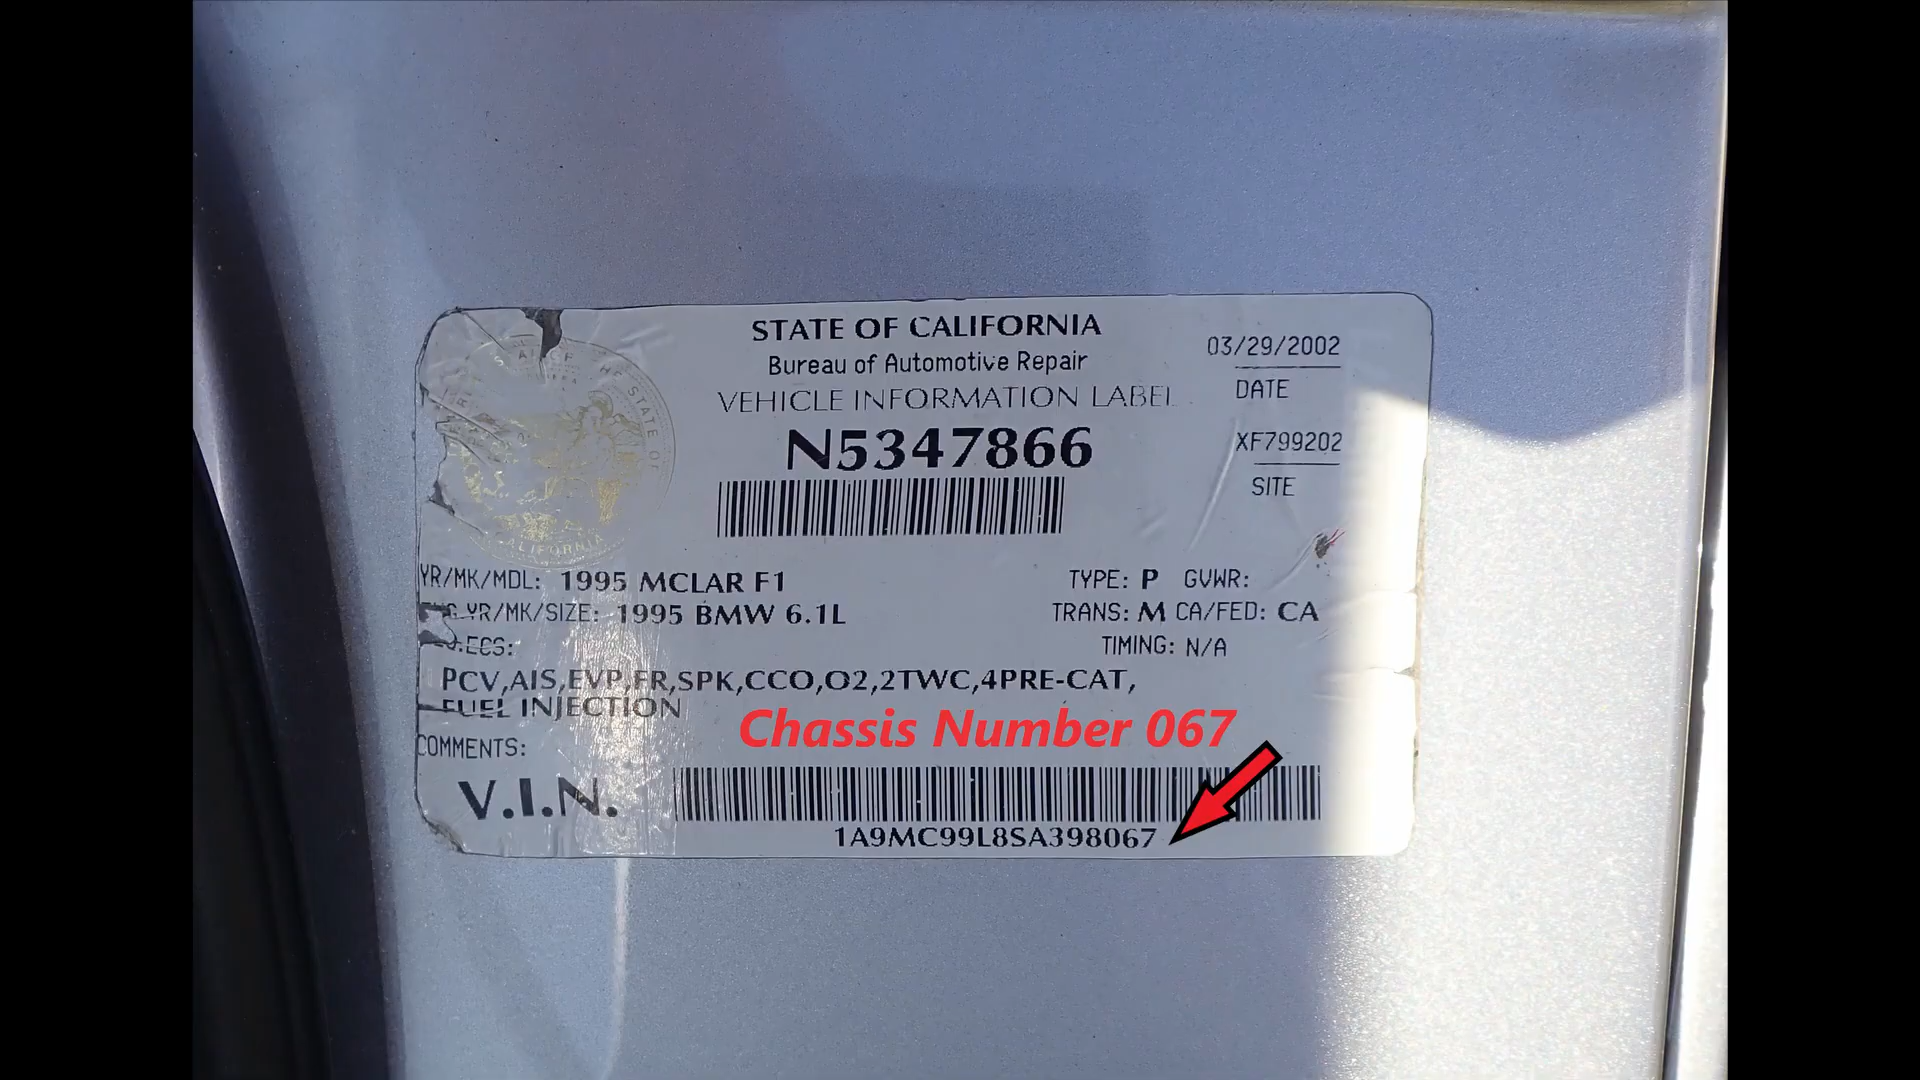 STATE OF CALIFORNIA
Bureau of Automotive Repair
VEHICLE INFORMATION LABEL
N5347866
03/29/2002
DATE
XF799202
SITE
CALIFORNIA
YR/MK/MDL: 1995 MCLAR F1
TYPE: P GVWR:
YR/MK/SIZE: 1995 BMW 6.1L
TRANS: M CA/FED: CA
ECS:
TIMING: N/A
PCV,AIS,EVP,FR,SPK,CCO,O2,2TWC,4PRE-CAT,
FUEL INJECTION
Chassis Number 067
COMMENTS:
V.I.N.
1A9MC99L8SA398067